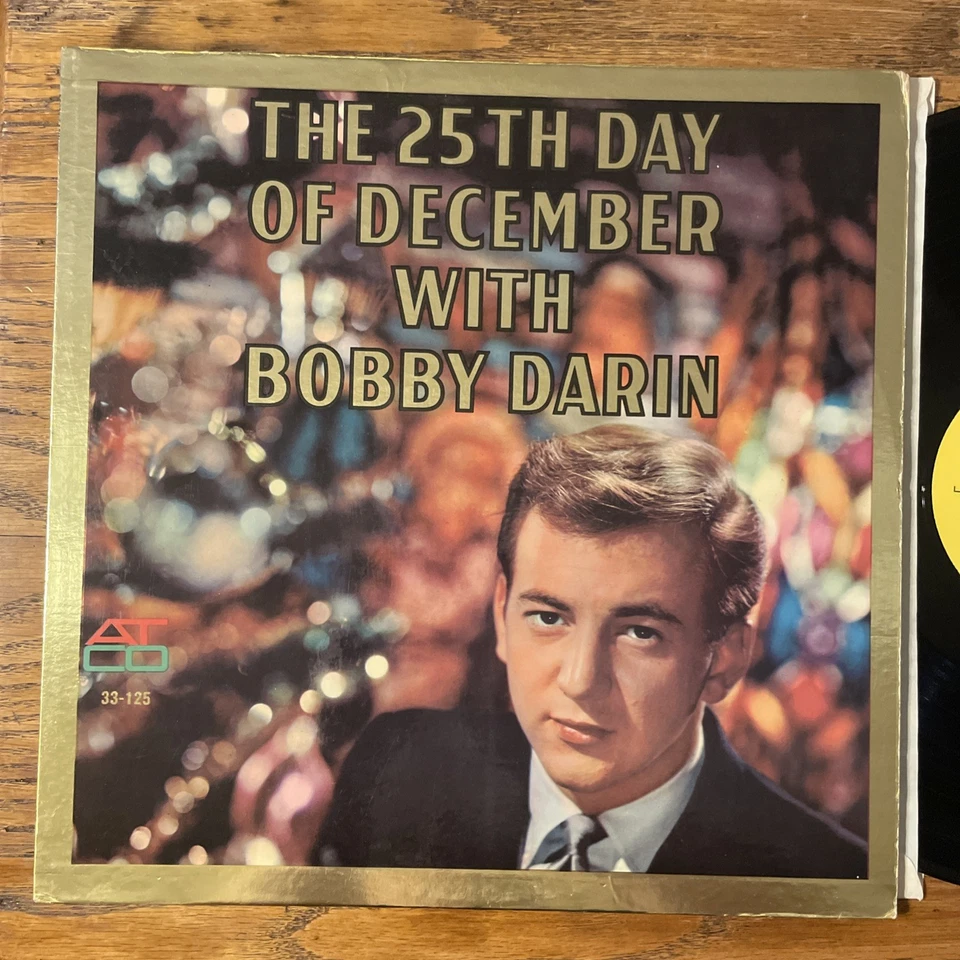 THE 25TH DAY
OF DECEMBER
WITH
BOBBY DARIN
ATCO
33-125